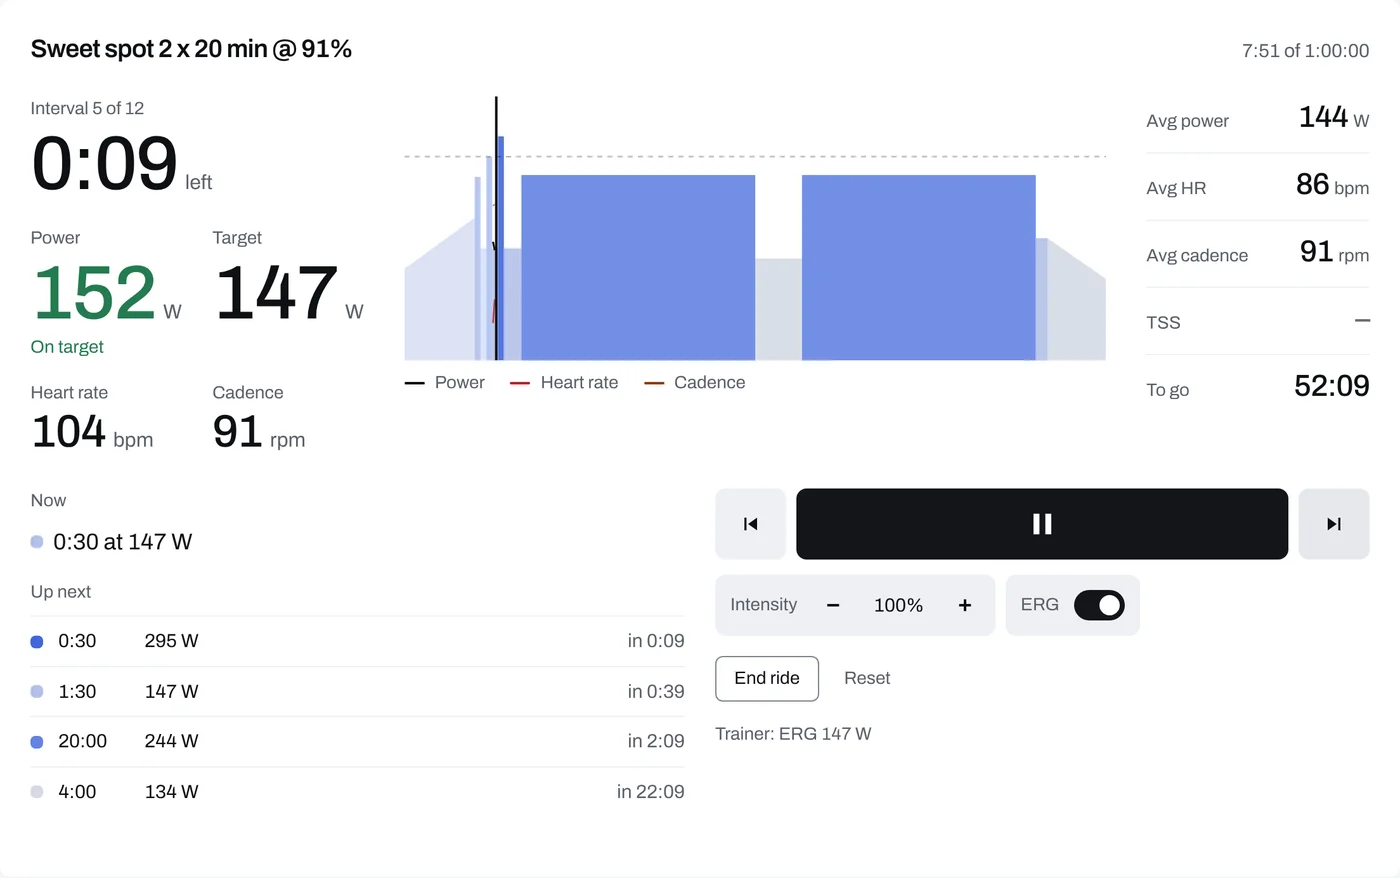 Sweet spot 2 x 20 min @ 91%
7:51 of 1:00:00
Interval 5 of 12
0:09 left
Power
152 W
On target
Target
147 W
Heart rate
104 bpm
Cadence
91 rpm
Power
Heart rate
Cadence
Avg power 144 W
Avg HR 86 bpm
Avg cadence 91 rpm
TSS –
To go 52:09
Now
0:30 at 147 W
Up next
0:30 295 W in 0:09
1:30 147 W in 0:39
20:00 244 W in 2:09
4:00 134 W in 22:09
Intensity − 100% +
ERG
End ride
Reset
Trainer: ERG 147 W